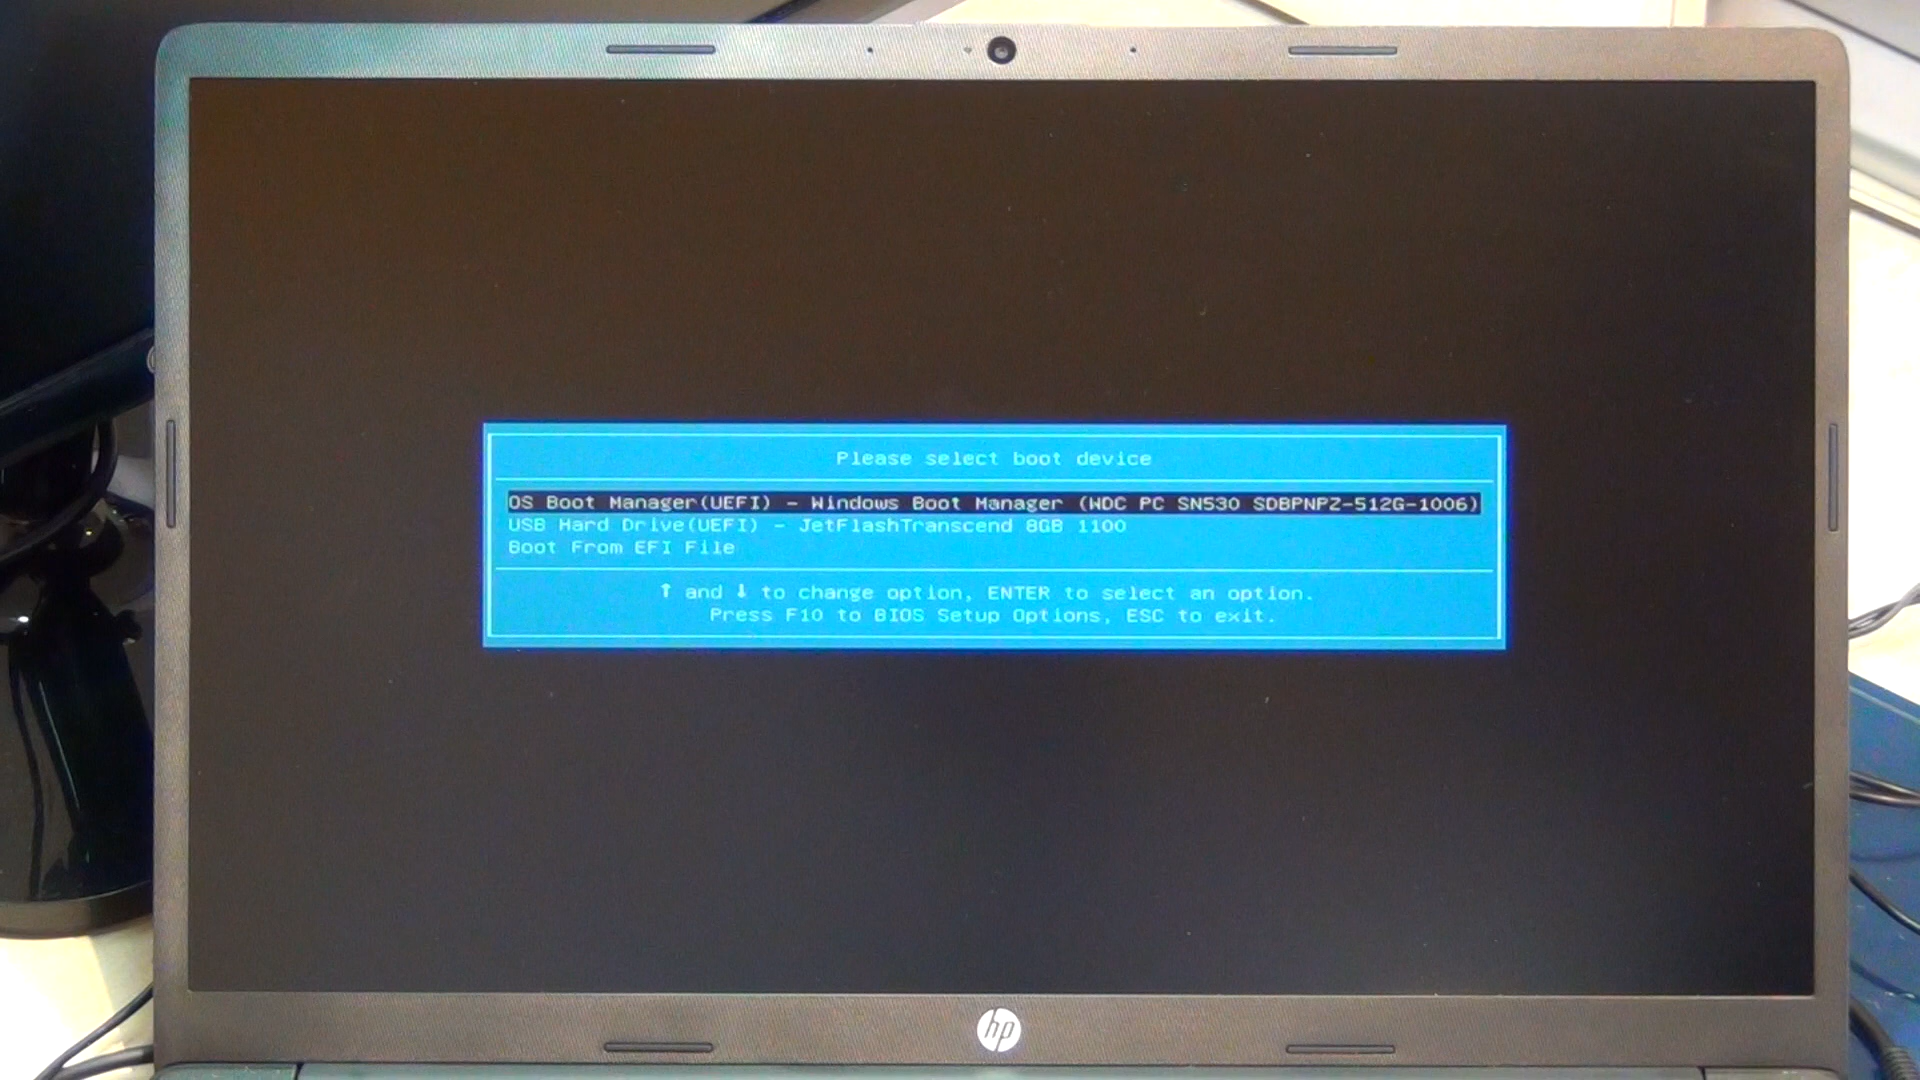 Please select boot device
OS Boot Manager(UEFI) - Windows Boot Manager (WDC PC SN530 SDBPNPZ-512G-1006)
USB Hard Drive(UEFI) - JetFlashTranscend 8GB 1100
Boot From EFI File
↑ and ↓ to change option, ENTER to select an option.
Press F10 to BIOS Setup Options, ESC to exit.
hp